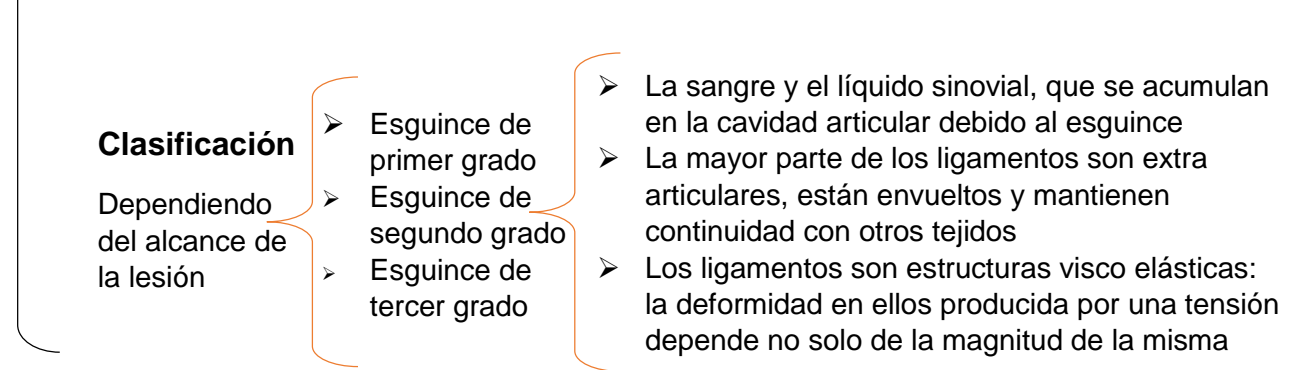 Clasificación
Dependiendo
del alcance de
la lesión
➢ Esguince de
primer grado
➢ Esguince de
segundo grado
➢ Esguince de
tercer grado
➢ La sangre y el líquido sinovial, que se acumulan
en la cavidad articular debido al esguince
➢ La mayor parte de los ligamentos son extra
articulares, están envueltos y mantienen
continuidad con otros tejidos
➢ Los ligamentos son estructuras visco elásticas:
la deformidad en ellos producida por una tensión
depende no solo de la magnitud de la misma